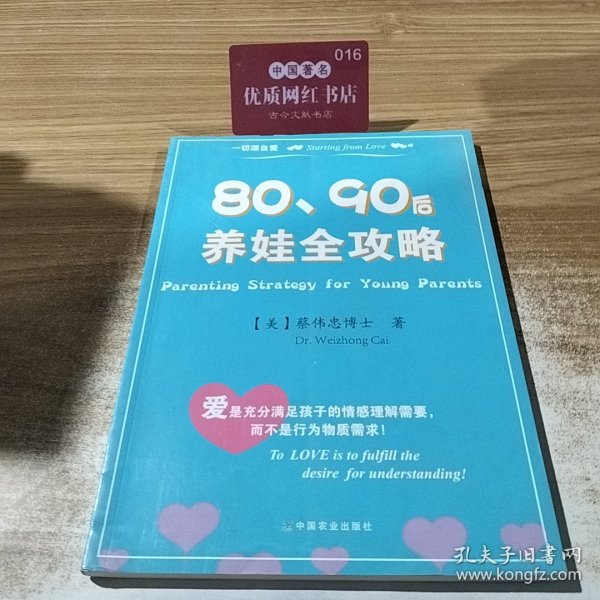 016
中国著名
优质网红书店
古今文献书店
一切源自爱 Starting from Love
80、90后
养娃全攻略
Parenting Strategy for Young Parents
【美】蔡伟忠博士 著
Dr. Weizhong Cai
爱是充分满足孩子的情感理解需要，
而不是行为物质需求！
To LOVE is to fulfill the
desire for understanding!
中国农业出版社
孔夫子旧书网
www.kongfz.com